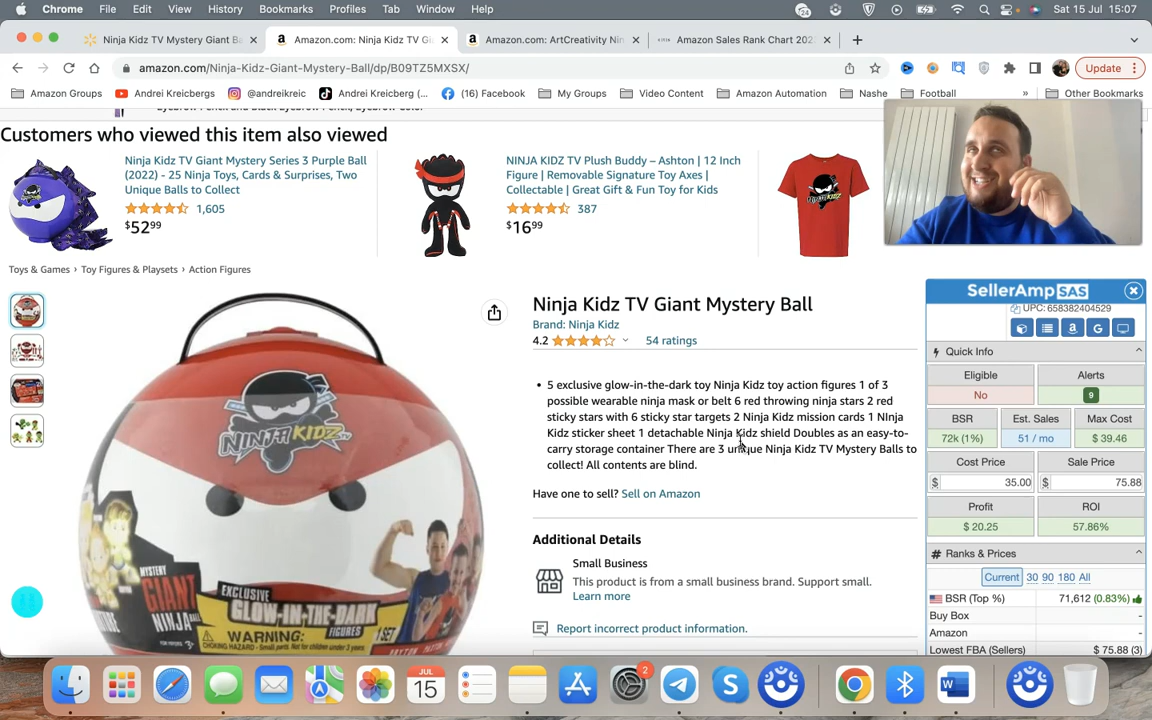 Chrome File Edit View History Bookmarks Profiles Tab Window Help
24 Sat 15 Jul 15:07
Ninja Kidz TV Mystery Giant Ba
Amazon.com: Ninja Kidz TV Gi
Amazon.com: ArtCreativity Nin
Amazon Sales Rank Chart 202
amazon.com/Ninja-Kidz-Giant-Mystery-Ball/dp/B09TZ5MXSX/
Update
Amazon Groups
Andrei Kreicbergs
@andreikreic
Andrei Kreicberg (...
(16) Facebook
My Groups
Video Content
Amazon Automation
Nashe
Football
»
Other Bookmarks
Customers who viewed this item also viewed
Ninja Kidz TV Giant Mystery Series 3 Purple Ball
(2022) - 25 Ninja Toys, Cards & Surprises, Two
Unique Balls to Collect
1,605
$52⁹⁹
NINJA KIDZ TV Plush Buddy – Ashton | 12 Inch
Figure | Removable Signature Toy Axes |
Collectable | Great Gift & Fun Toy for Kids
387
$16⁹⁹
Toys & Games › Toy Figures & Playsets › Action Figures
NINJA KIDZ TV
MYSTERY
GIANT
NINJA BALL
EXCLUSIVE
GLOW-IN-THE-DARK
FIGURES
1 SET
WARNING:
Ninja Kidz TV Giant Mystery Ball
Brand: Ninja Kidz
4.2 54 ratings
• 5 exclusive glow-in-the-dark toy Ninja Kidz toy action figures 1 of 3
possible wearable ninja mask or belt 6 red throwing ninja stars 2 red
sticky stars with 6 sticky star targets 2 Ninja Kidz mission cards 1 NInja
Kidz sticker sheet 1 detachable Ninja Kidz shield Doubles as an easy-to-
carry storage container There are 3 unique Ninja Kidz TV Mystery Balls to
collect! All contents are blind.
Have one to sell? Sell on Amazon
Additional Details
Small Business
This product is from a small business brand. Support small.
Learn more
Report incorrect product information.
SellerAmp SAS
UPC: 658382404529
Quick Info
Eligible Alerts
No 9
BSR Est. Sales Max Cost
72k (1%) 51 / mo $ 39.46
Cost Price Sale Price
$ 35.00 $ 75.88
Profit ROI
$ 20.25 57.86%
# Ranks & Prices
Current 30 90 180 All
BSR (Top %) 71,612 (0.83%)
Buy Box -
Amazon -
Lowest FBA (Sellers) $ 75.88 (3)
JUL
15
2